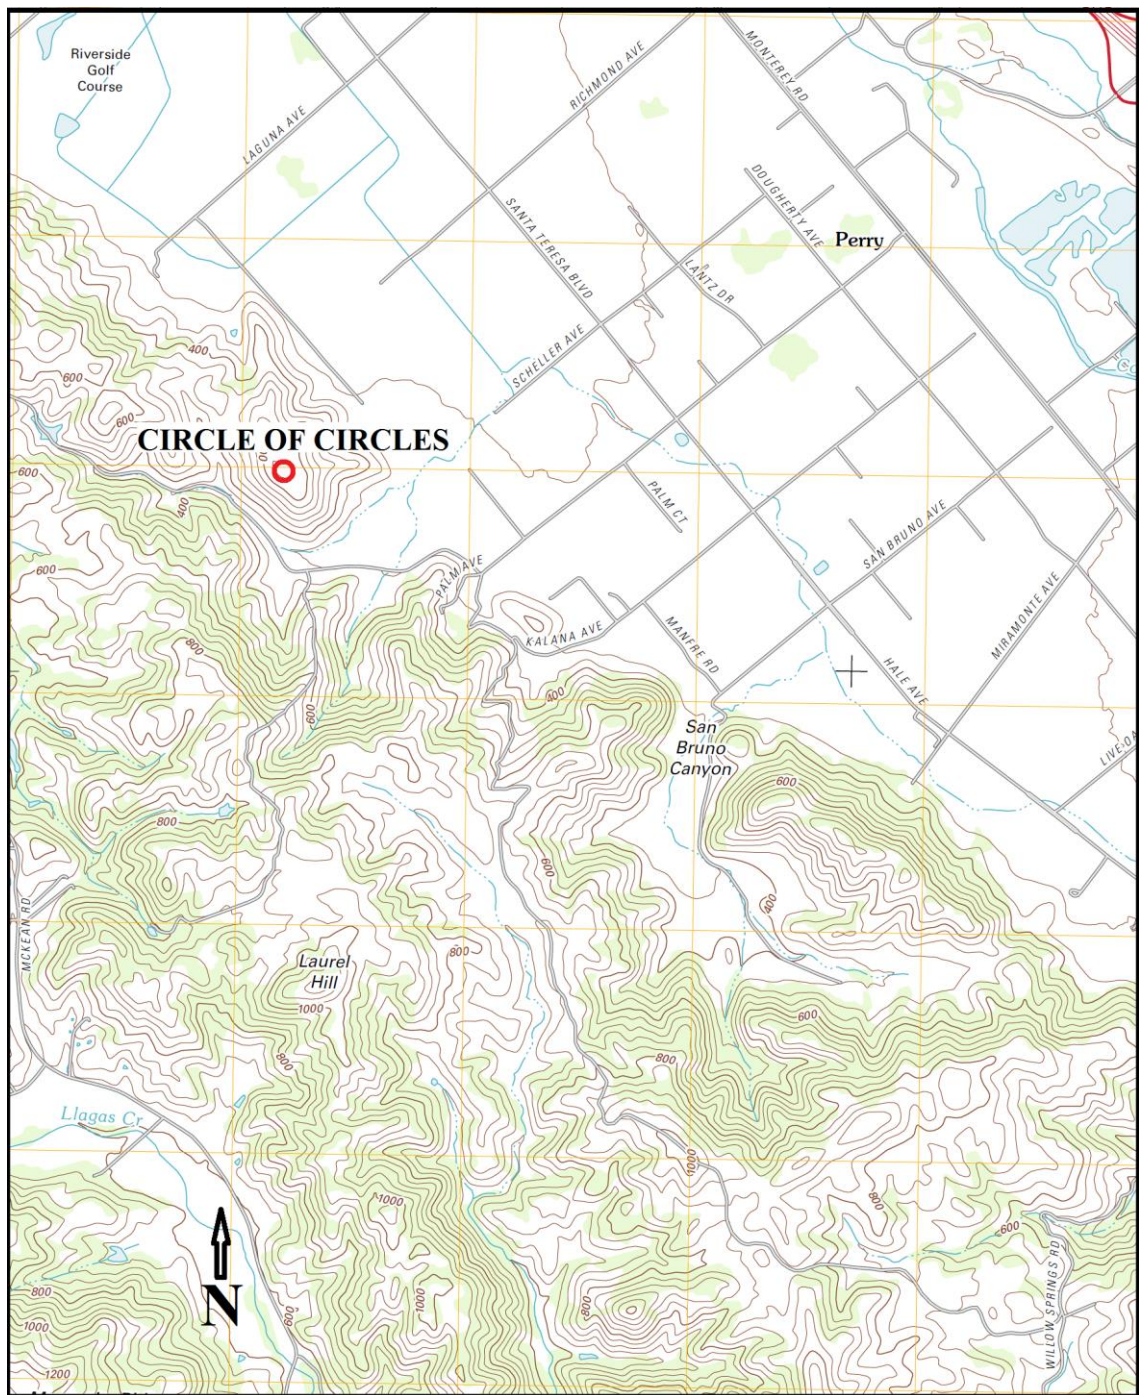 Riverside
Golf
Course
LAGUNA AVE
RICHMOND AVE
MONTEREY RD
DOUGHERTY AVE
SANTA TERESA BLVD
Perry
LANTZ DR
SCHELLER AVE
400
600
600
CIRCLE OF CIRCLES
00
600
400
PALM CT
SAN BRUNO AVE
PALM AVE
600
KALANA AVE
MANFRE RD
MIRAMONTE AVE
800
HALE AVE
400
600
San
Bruno
Canyon
LIVE OA
600
800
600
400
MCKEAN RD
800
Laurel
Hill
1000
600
800
800
Llagas Cr
1000
800
1000
600
N
800
1000
600
1000
800
WILLOW SPRINGS RD
1200